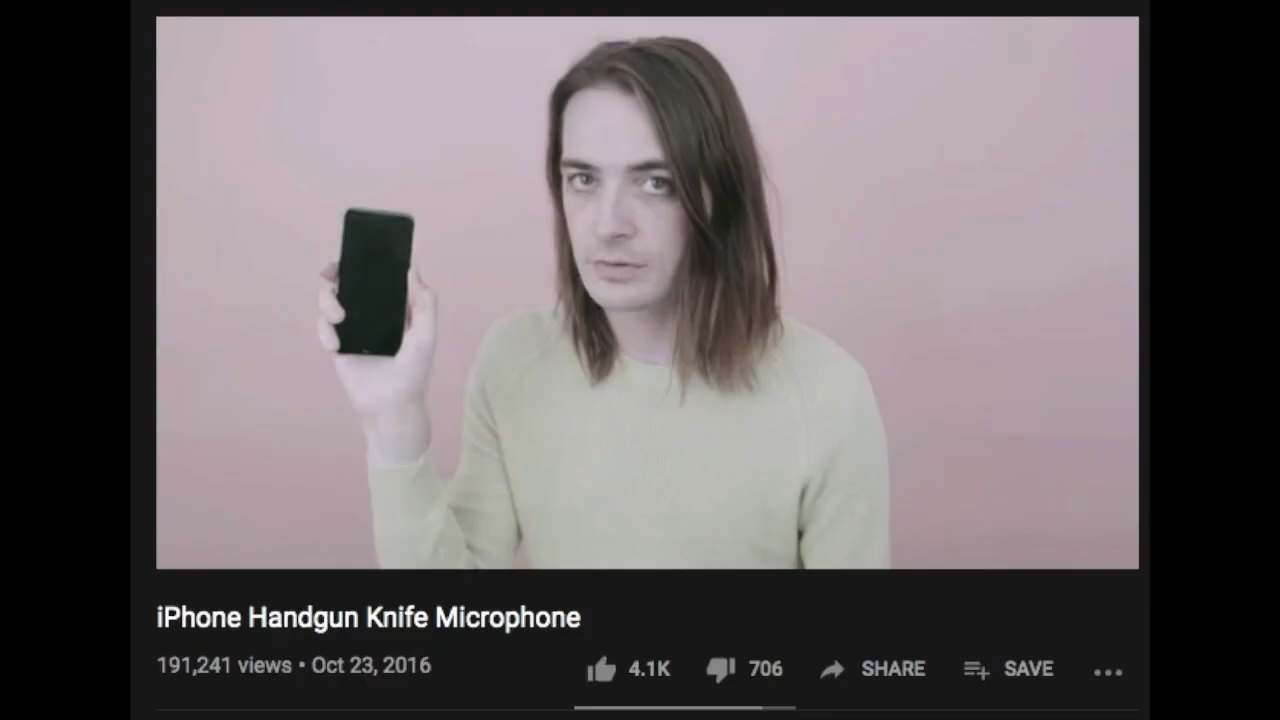 iPhone Handgun Knife Microphone
191,241 views • Oct 23, 2016
4.1K 706 SHARE SAVE